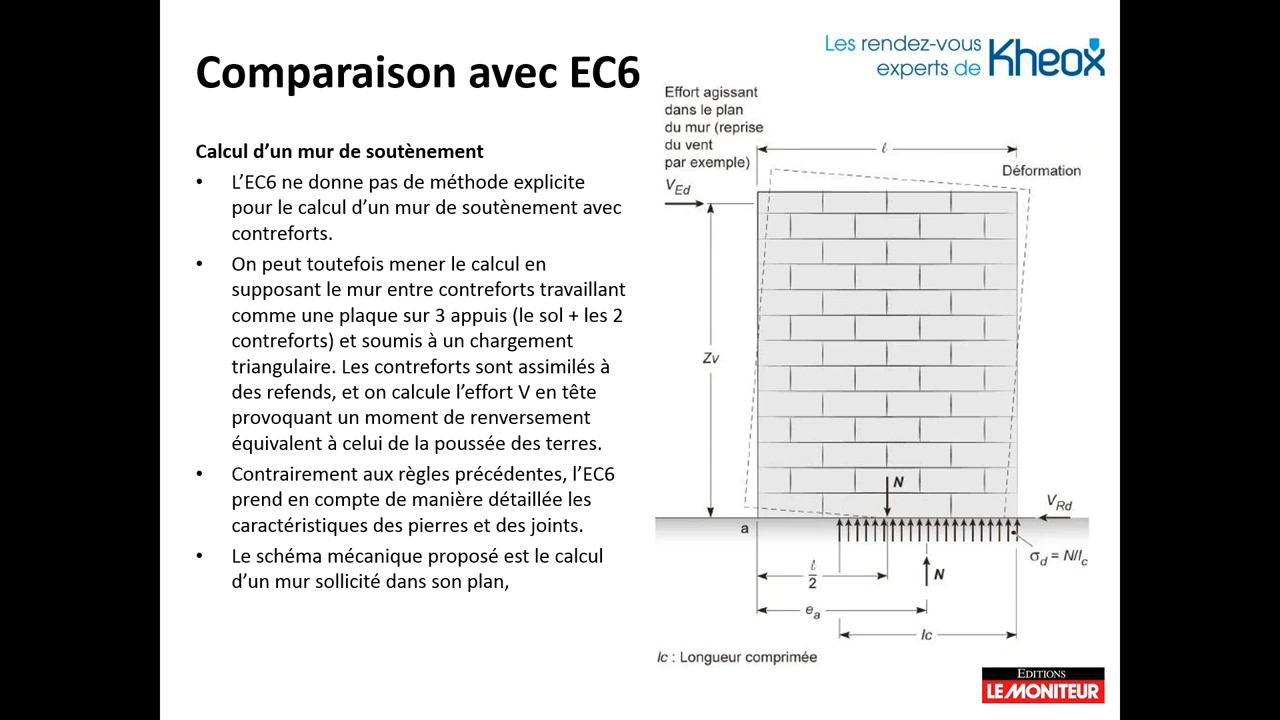 Comparaison avec EC6
Les rendez-vous
experts de Kheox
Calcul d’un mur de soutènement
• L’EC6 ne donne pas de méthode explicite
pour le calcul d’un mur de soutènement avec
contreforts.
• On peut toutefois mener le calcul en
supposant le mur entre contreforts travaillant
comme une plaque sur 3 appuis (le sol + les 2
contreforts) et soumis à un chargement
triangulaire. Les contreforts sont assimilés à
des refends, et on calcule l’effort V en tête
provoquant un moment de renversement
équivalent à celui de la poussée des terres.
• Contrairement aux règles précédentes, l’EC6
prend en compte de manière détaillée les
caractéristiques des pierres et des joints.
• Le schéma mécanique proposé est le calcul
d’un mur sollicité dans son plan,
Effort agissant
dans le plan
du mur (reprise
du vent
par exemple)
ℓ
Déformation
V_Ed
Zv
N
V_Rd
a
σ_d = N/l_c
ℓ/2
N
e_a
lc
lc : Longueur comprimée
EDITIONS
LE MONITEUR